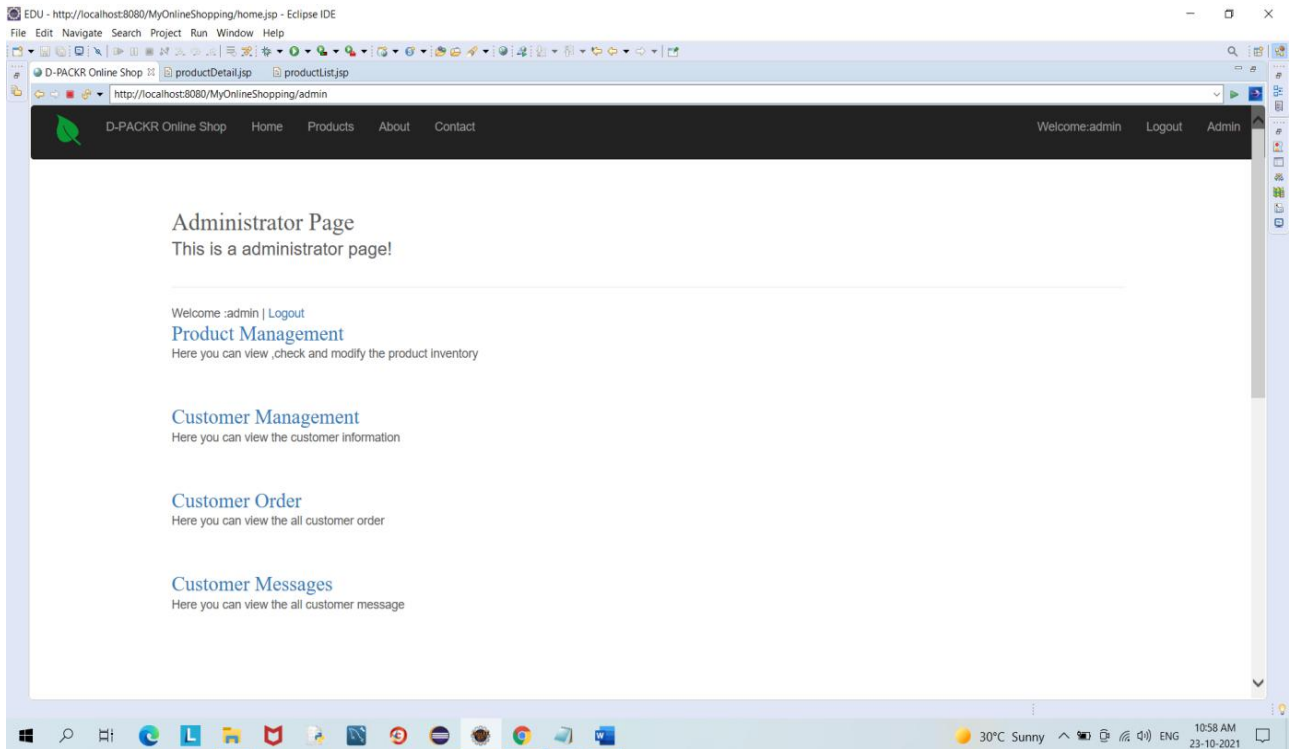 EDU - http://localhost:8080/MyOnlineShopping/home.jsp - Eclipse IDE
File Edit Navigate Search Project Run Window Help
D-PACKR Online Shop productDetail.jsp productList.jsp
http://localhost:8080/MyOnlineShopping/admin
D-PACKR Online Shop Home Products About Contact Welcome:admin Logout Admin
Administrator Page
This is a administrator page!
Welcome :admin | Logout
Product Management
Here you can view ,check and modify the product inventory
Customer Management
Here you can view the customer information
Customer Order
Here you can view the all customer order
Customer Messages
Here you can view the all customer message
30°C Sunny ENG 10:58 AM
23-10-2021